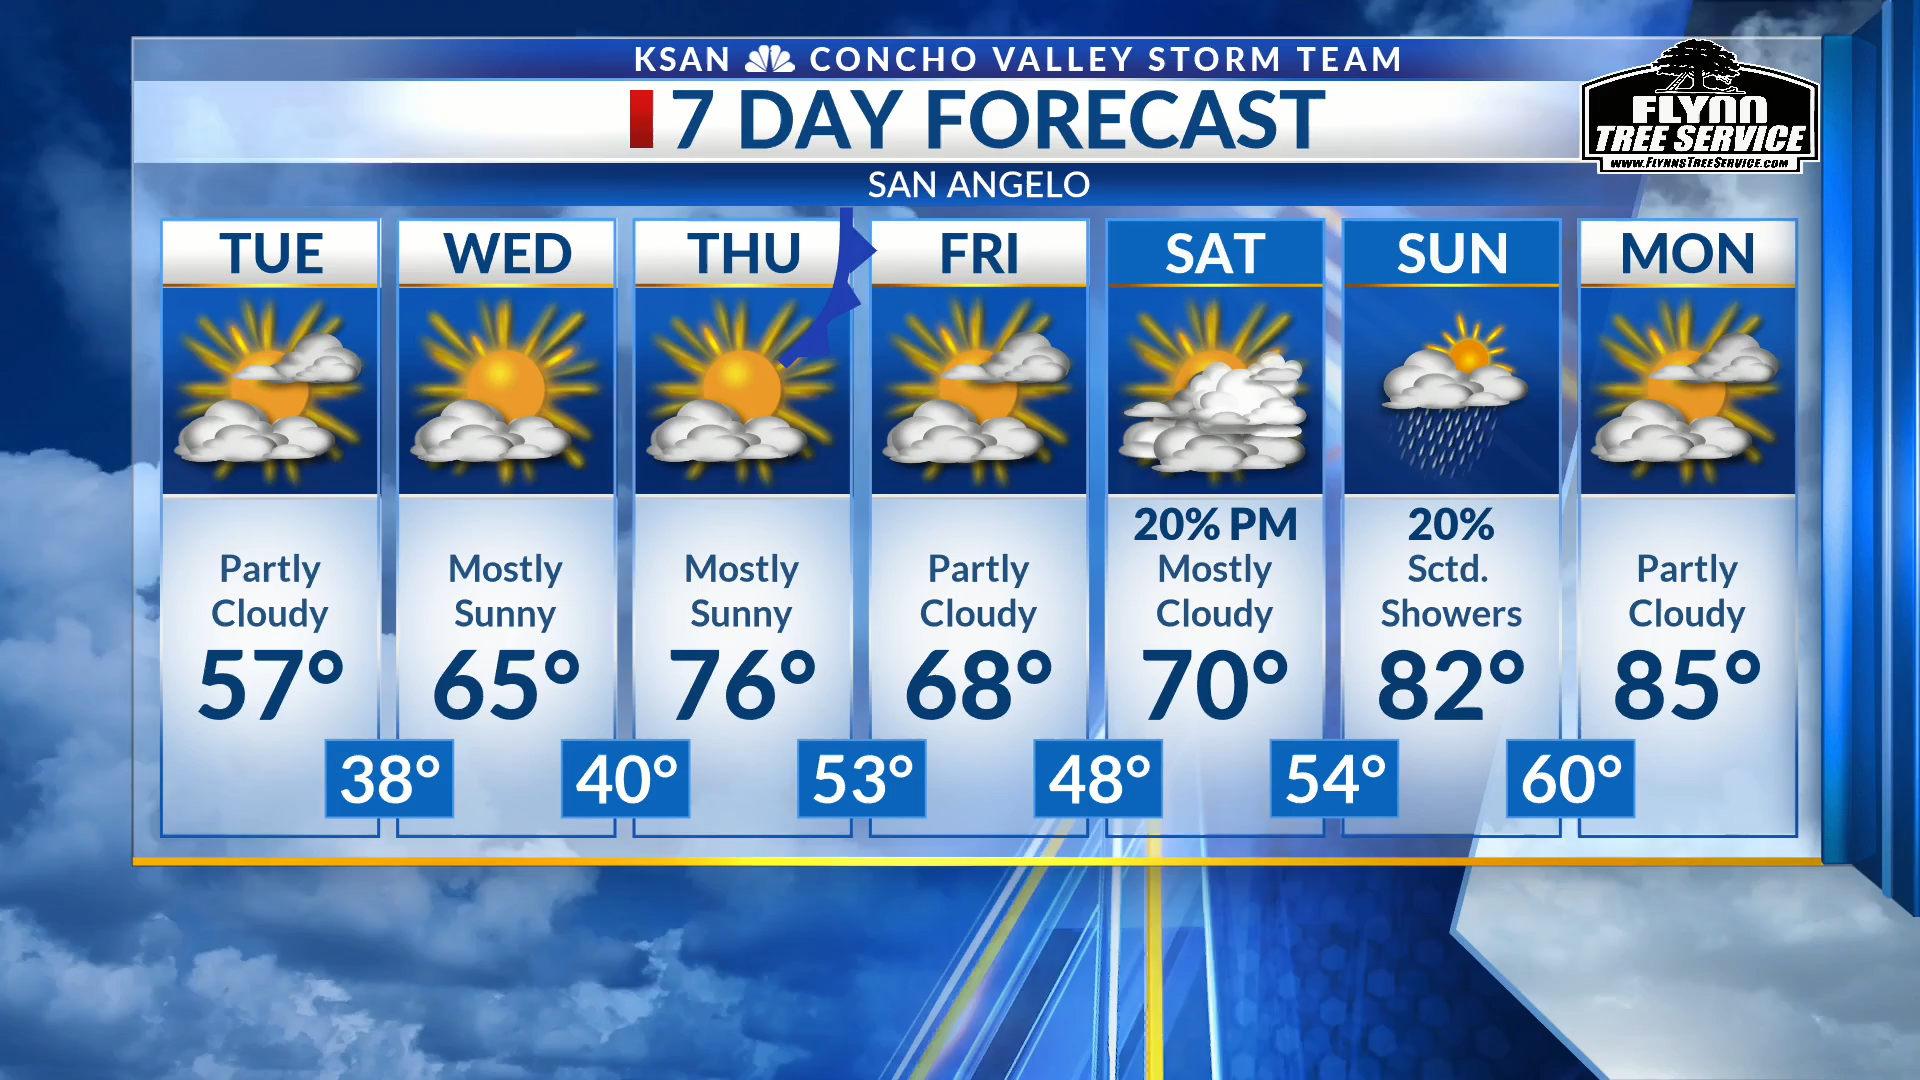 KSAN CONCHO VALLEY STORM TEAM
7 DAY FORECAST
FLYNN
TREE SERVICE
www.FlynnsTreeService.com
SAN ANGELO
TUE WED THU FRI SAT SUN MON
20% PM 20%
Partly Mostly Mostly Partly Mostly Sctd. Partly
Cloudy Sunny Sunny Cloudy Cloudy Showers Cloudy
57° 65° 76° 68° 70° 82° 85°
38° 40° 53° 48° 54° 60°